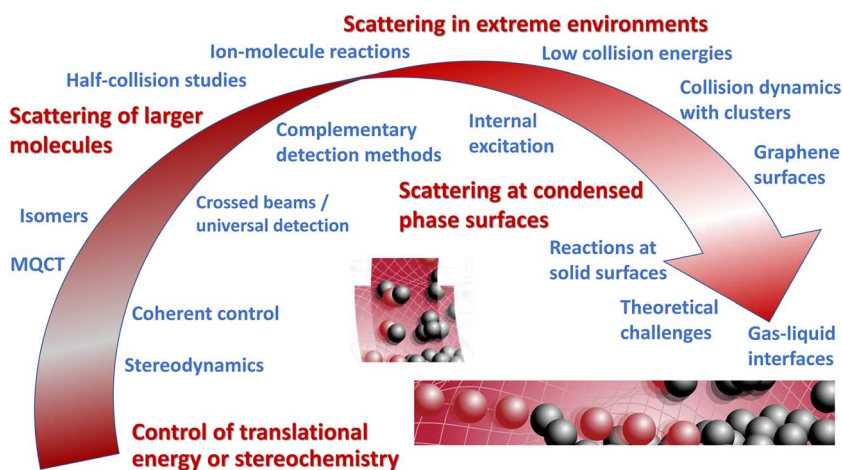 Scattering in extreme environments
Ion-molecule reactions
Low collision energies
Half-collision studies
Collision dynamics
with clusters
Scattering of larger
molecules
Complementary
detection methods
Internal
excitation
Graphene
surfaces
Scattering at condensed
phase surfaces
Isomers
Crossed beams /
universal detection
MQCT
Reactions at
solid surfaces
Coherent control
Theoretical
challenges
Gas-liquid
interfaces
Stereodynamics
Control of translational
energy or stereochemistry